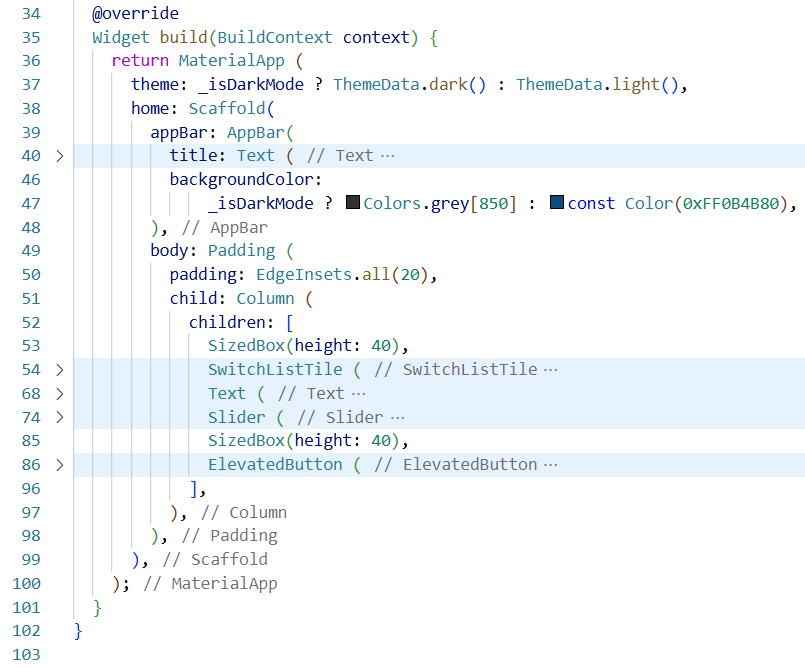 34 @override
35 Widget build(BuildContext context) {
36 return MaterialApp (
37 theme: _isDarkMode ? ThemeData.dark() : ThemeData.light(),
38 home: Scaffold(
39 appBar: AppBar(
40 > title: Text ( // Text ···
46 backgroundColor:
47 _isDarkMode ? Colors.grey[850] : const Color(0xFF0B4B80),
48 ), // AppBar
49 body: Padding (
50 padding: EdgeInsets.all(20),
51 child: Column (
52 children: [
53 SizedBox(height: 40),
54 > SwitchListTile ( // SwitchListTile ···
68 > Text ( // Text ···
74 > Slider ( // Slider ···
85 SizedBox(height: 40),
86 > ElevatedButton ( // ElevatedButton ···
96 ],
97 ), // Column
98 ), // Padding
99 ), // Scaffold
100 ); // MaterialApp
101 }
102 }
103